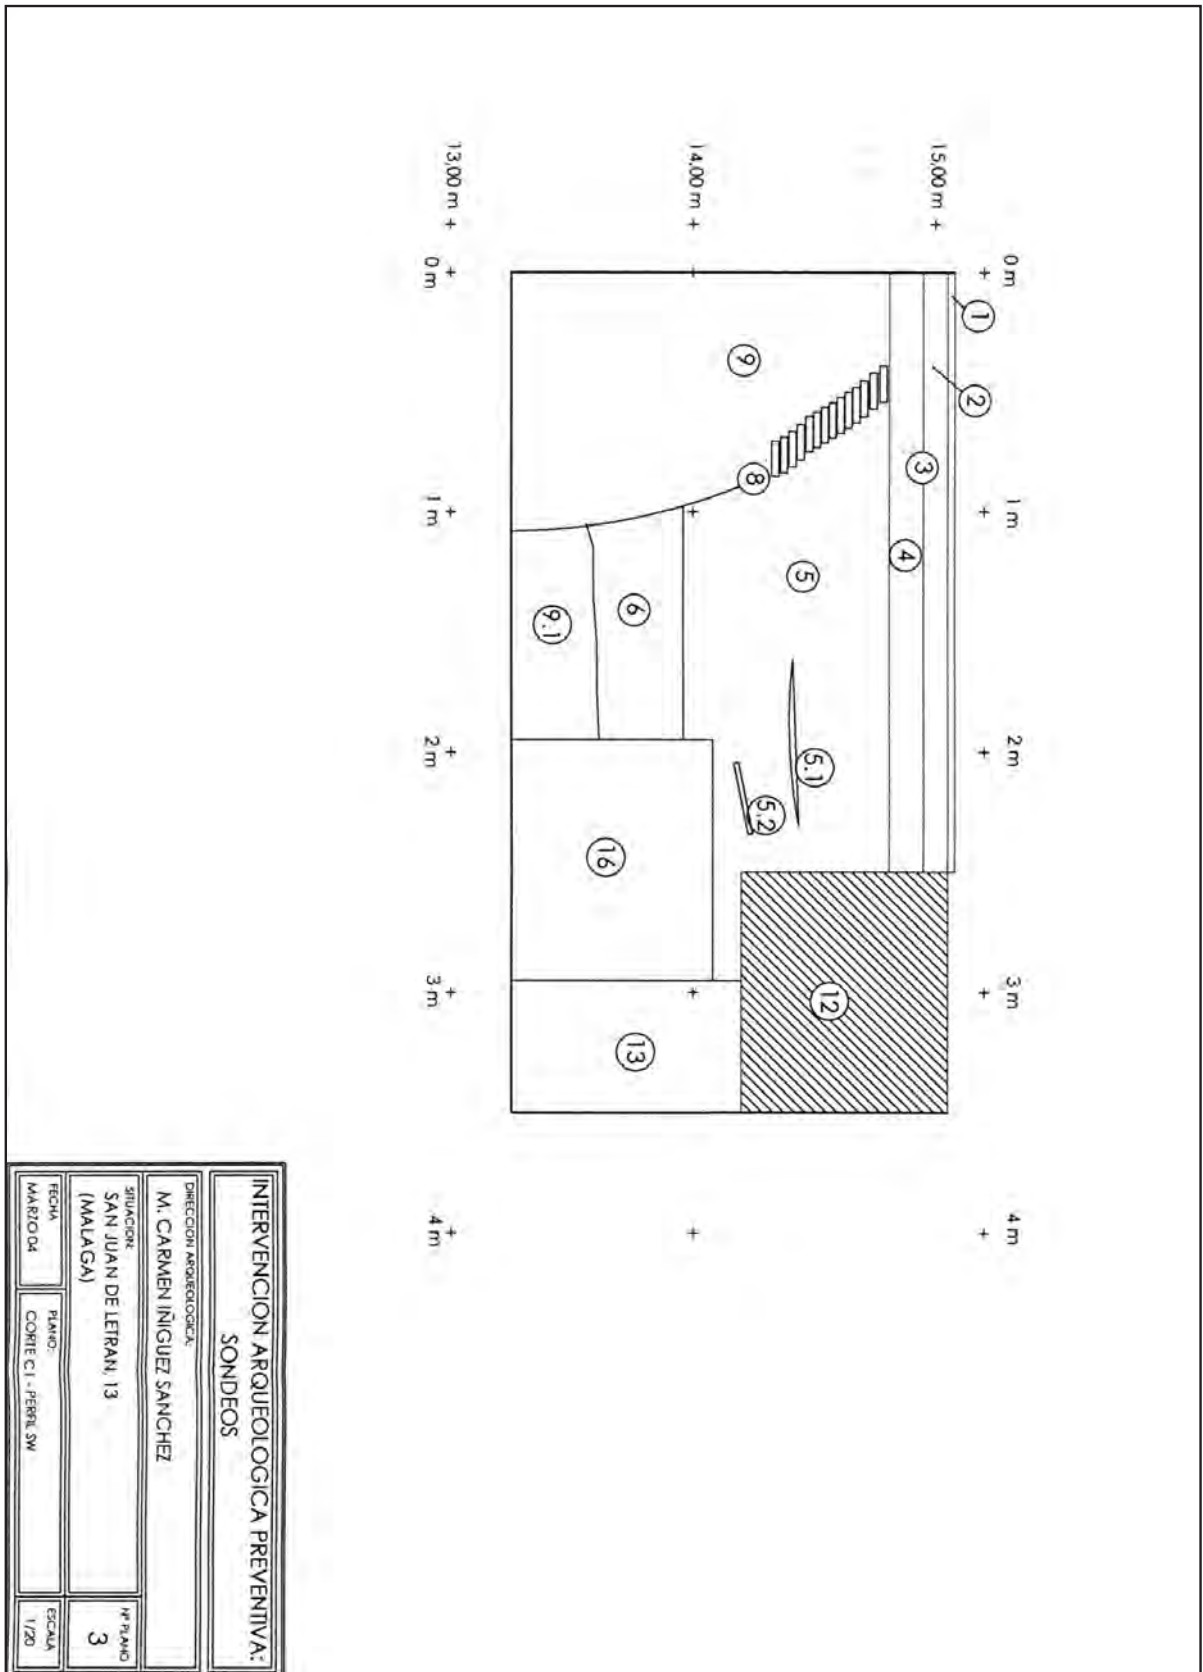 0 m
1 m
2 m
3 m
4 m
15,00 m
14,00 m
13,00 m
1
2
3
4
5
5.1
5.2
12
8
9
6
9.1
16
13
0 m
1 m
2 m
3 m
4 m
INTERVENCION ARQUEOLOGICA PREVENTIVA:
SONDEOS
DIRECCION ARQUEOLOGICA:
M. CARMEN IÑIGUEZ SANCHEZ
SITUACION:
SAN JUAN DE LETRAN, 13
(MALAGA)
Nº PLANO
3
FECHA
MARZO 04
PLANO:
CORTE C1 - PERFIL SW
ESCALA
1/20